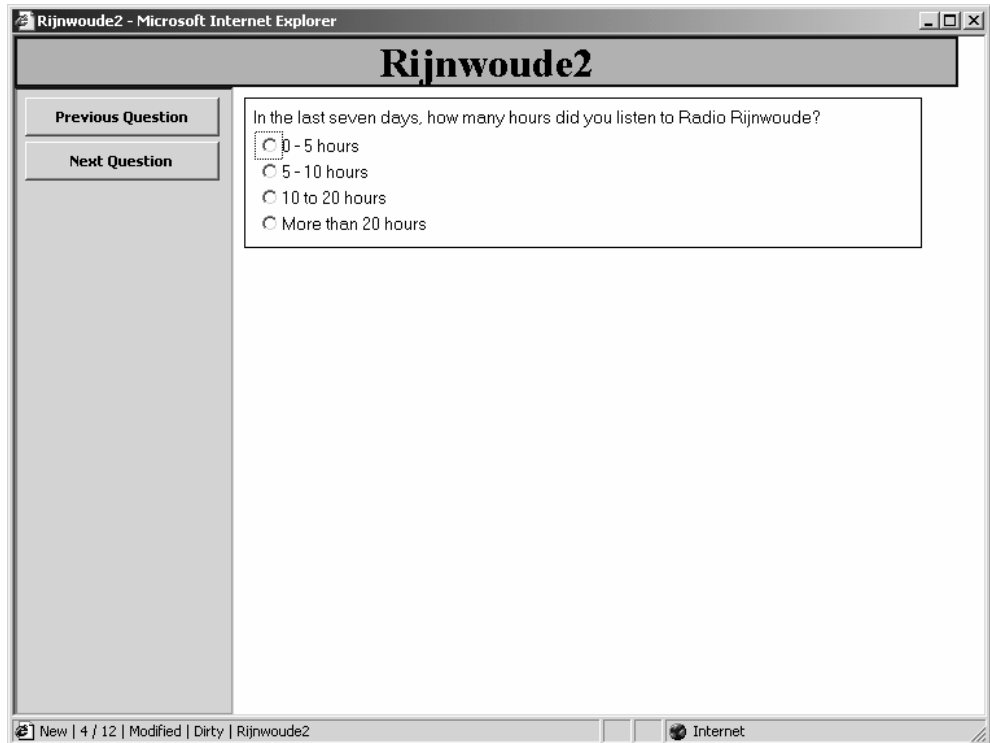 Rijnwoude2 - Microsoft Internet Explorer
Rijnwoude2
Previous Question
Next Question
In the last seven days, how many hours did you listen to Radio Rijnwoude?
0 - 5 hours
5 - 10 hours
10 to 20 hours
More than 20 hours
New | 4 / 12 | Modified | Dirty | Rijnwoude2
Internet